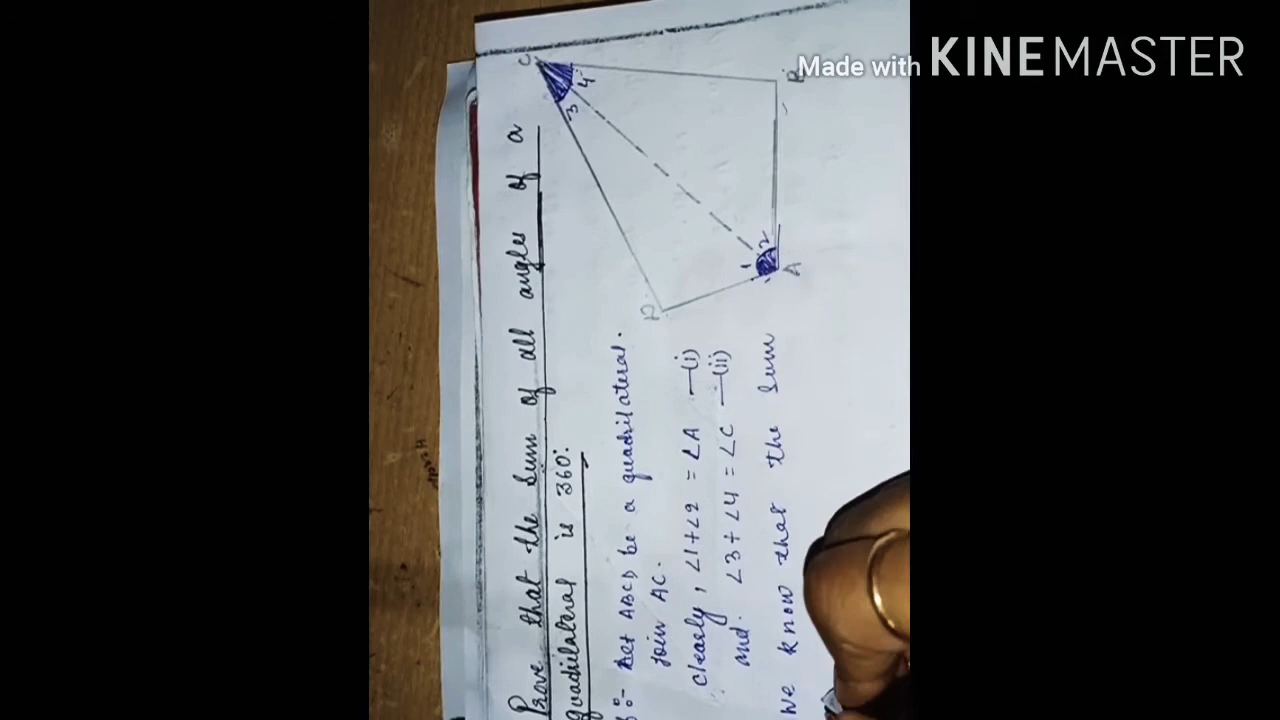 Made with KINEMASTER
Prove that the Sum of all angles of a
quadrilateral is 360°.
Let ABCD be a quadrilateral.
Join AC.
Clearly, ∠1+∠2 = ∠A —(i)
and. ∠3+∠4 = ∠C —(ii)
We know that the Sum
C
3
4
B
D
1
2
A